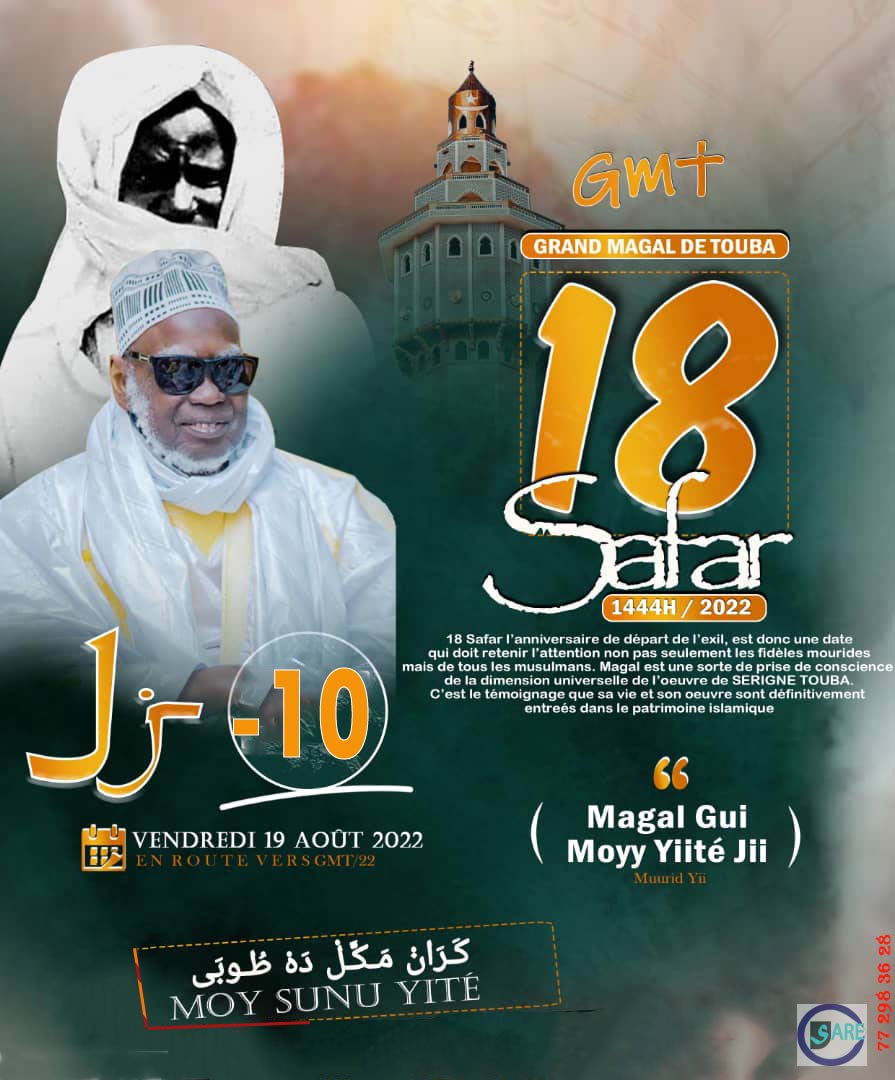 Gmt
GRAND MAGAL DE TOUBA
18
Safar
1444H / 2022
18 Safar l'anniversaire de départ de l'exil, est donc une date
qui doit retenir l'attention non pas seulement les fidèles mourides
mais de tous les musulmans. Magal est une sorte de prise de conscience
de la dimension universelle de l'oeuvre de SERIGNE TOUBA.
C'est le témoignage que sa vie et son oeuvre sont définitivement
entreés dans le patrimoine islamique
Jr -10
VENDREDI 19 AOÛT 2022
EN ROUTE VERS GMT/22
“
( Magal Gui
Moyy Yiité Jii )
Muurid Yii
كَرَانْ مَكَّلْ دَهْ طُوبَى
MOY SUNU YITÉ
SARE
77 298 36 28